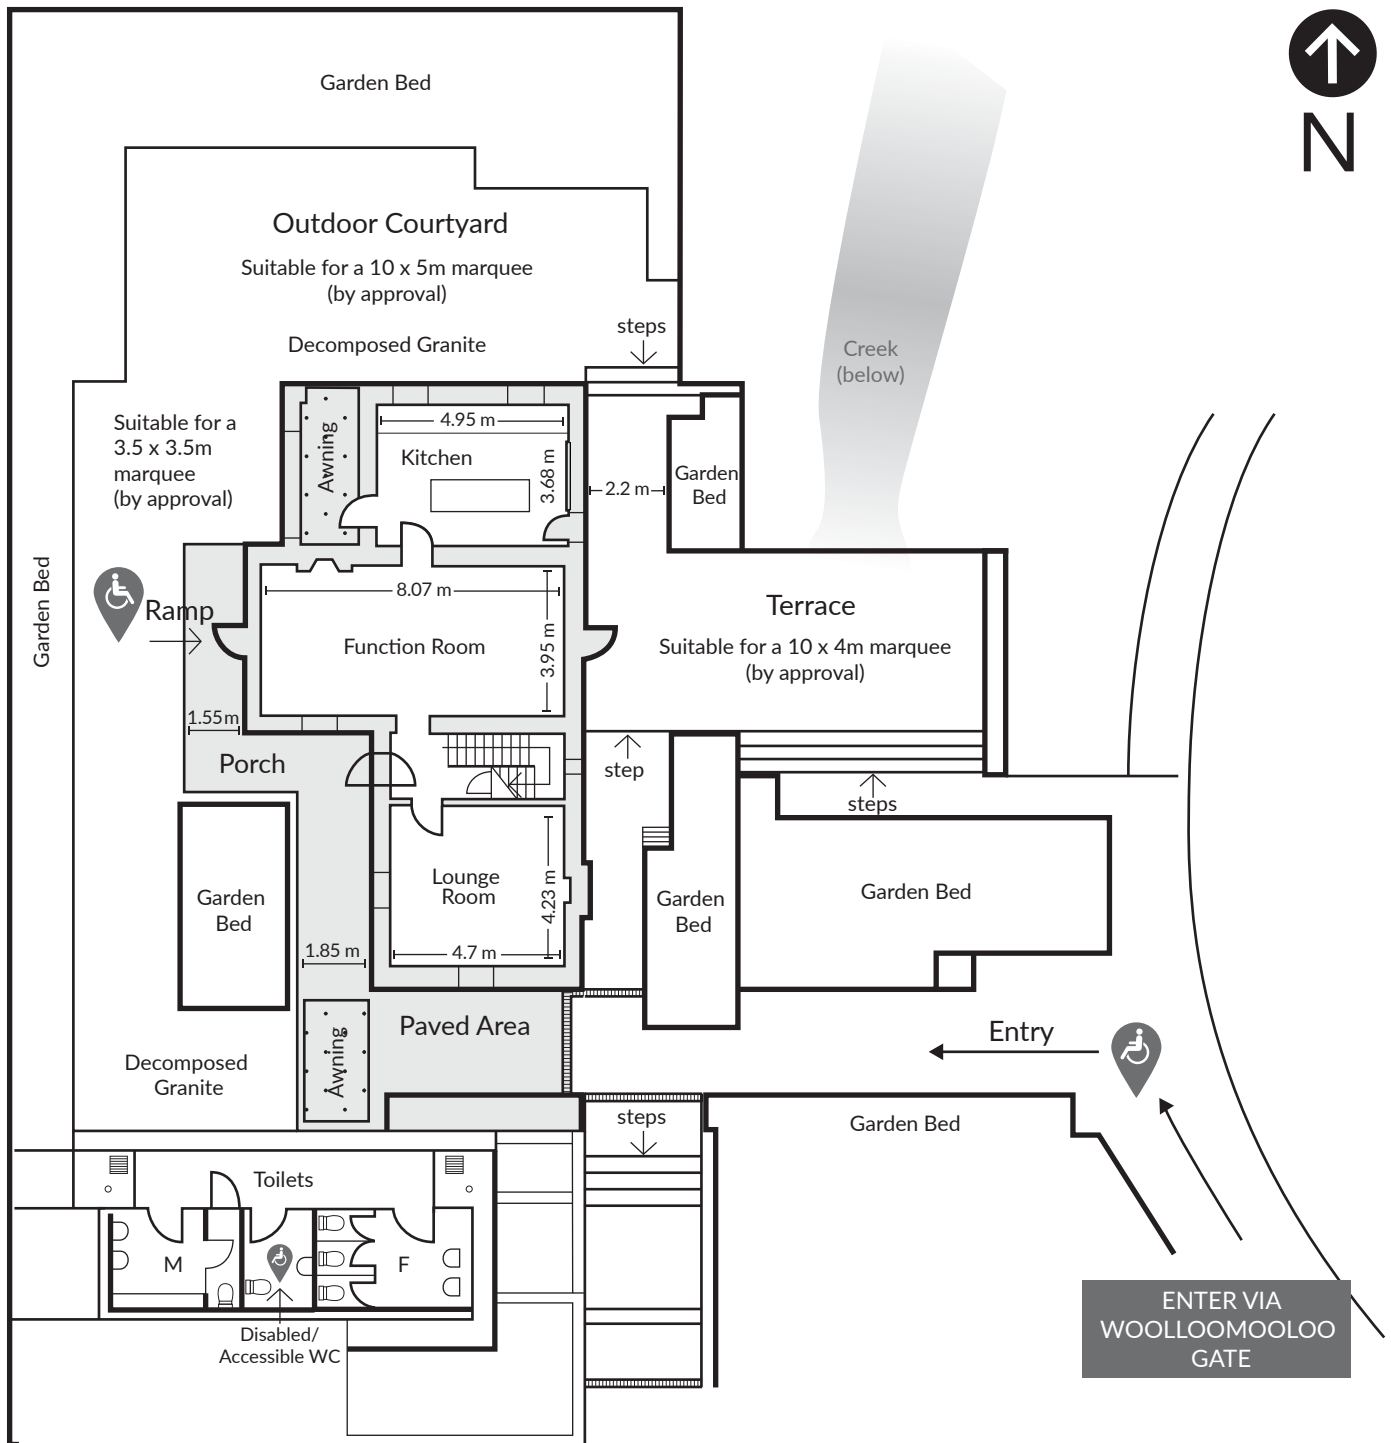 Garden Bed
N
Outdoor Courtyard
Suitable for a 10 x 5m marquee
(by approval)
steps
Decomposed Granite
Creek
(below)
Suitable for a
3.5 x 3.5m
marquee
(by approval)
Awning
4.95 m
Kitchen
3.68 m
2.2 m
Garden
Bed
Garden Bed
Ramp
8.07 m
Function Room
3.95 m
Terrace
Suitable for a 10 x 4m marquee
(by approval)
1.55m
Porch
step
steps
Garden
Bed
Lounge
Room
4.23 m
4.7 m
Garden
Bed
Garden Bed
1.85 m
Awning
Paved Area
Entry
Decomposed
Granite
steps
Garden Bed
Toilets
M
F
Disabled/
Accessible WC
ENTER VIA
WOOLLOOMOOLOO
GATE